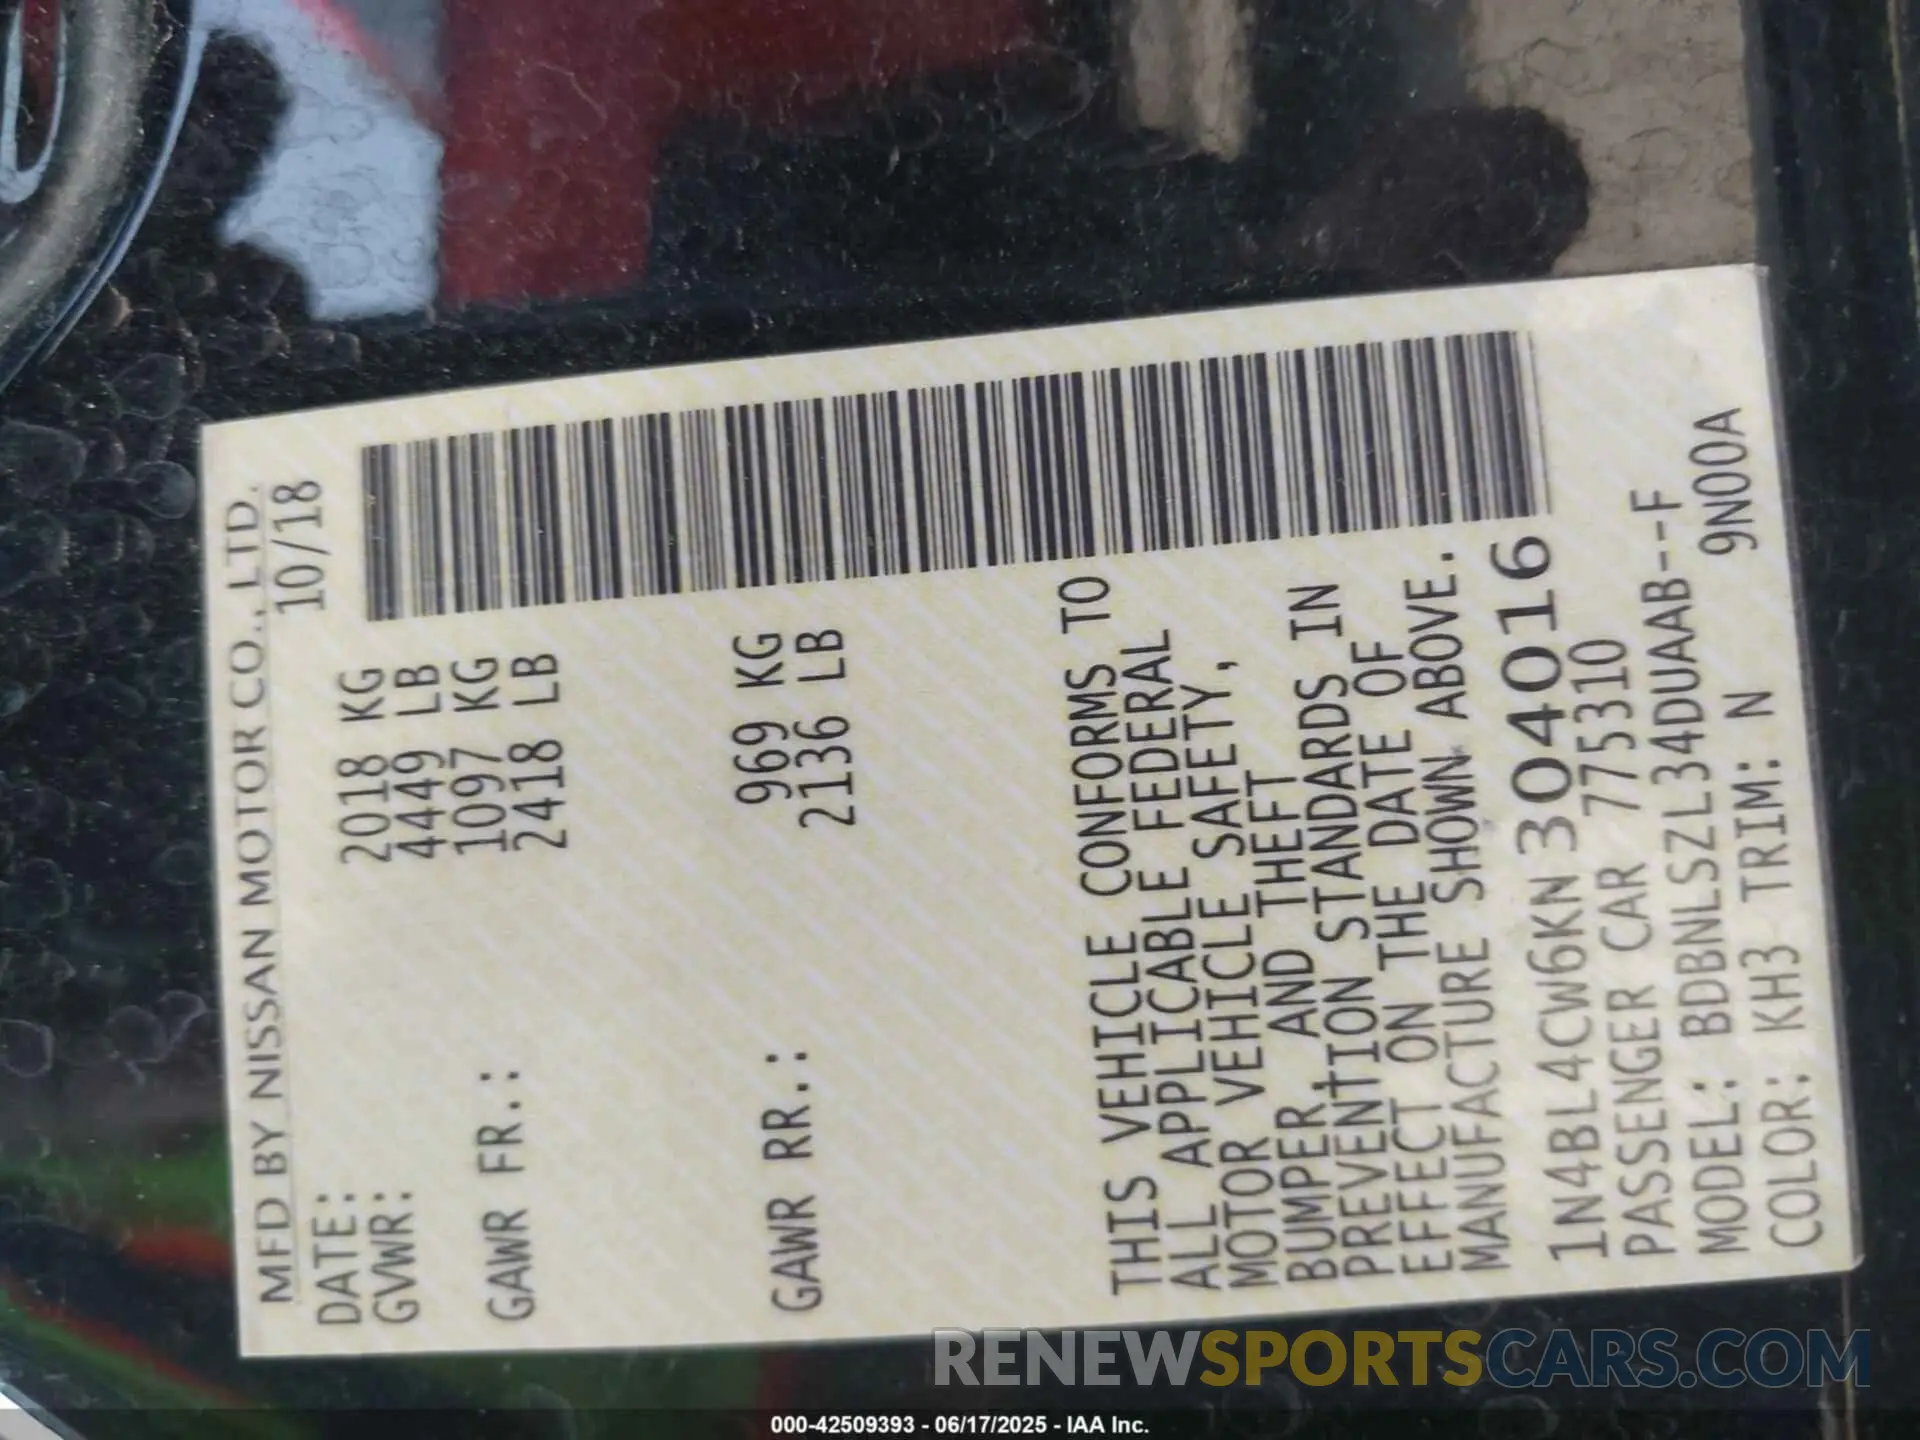 MFD BY NISSAN MOTOR CO., LTD.
DATE: 10/18
GVWR: 2018 KG
4449 LB
GAWR FR.: 1097 KG
2418 LB
GAWR RR.: 969 KG
2136 LB
THIS VEHICLE CONFORMS TO
ALL APPLICABLE FEDERAL
MOTOR VEHICLE SAFETY,
BUMPER, AND THEFT
PREVENTION STANDARDS IN
EFFECT ON THE DATE OF
MANUFACTURE SHOWN ABOVE.
1N4BL4CW6KN304016
PASSENGER CAR 775310
MODEL: BDBNLSZL34DUAAB--F
COLOR: KH3 TRIM: N 9N00A
RENEWSPORTSCARS.COM
000-42509393 - 06/17/2025 - IAA Inc.